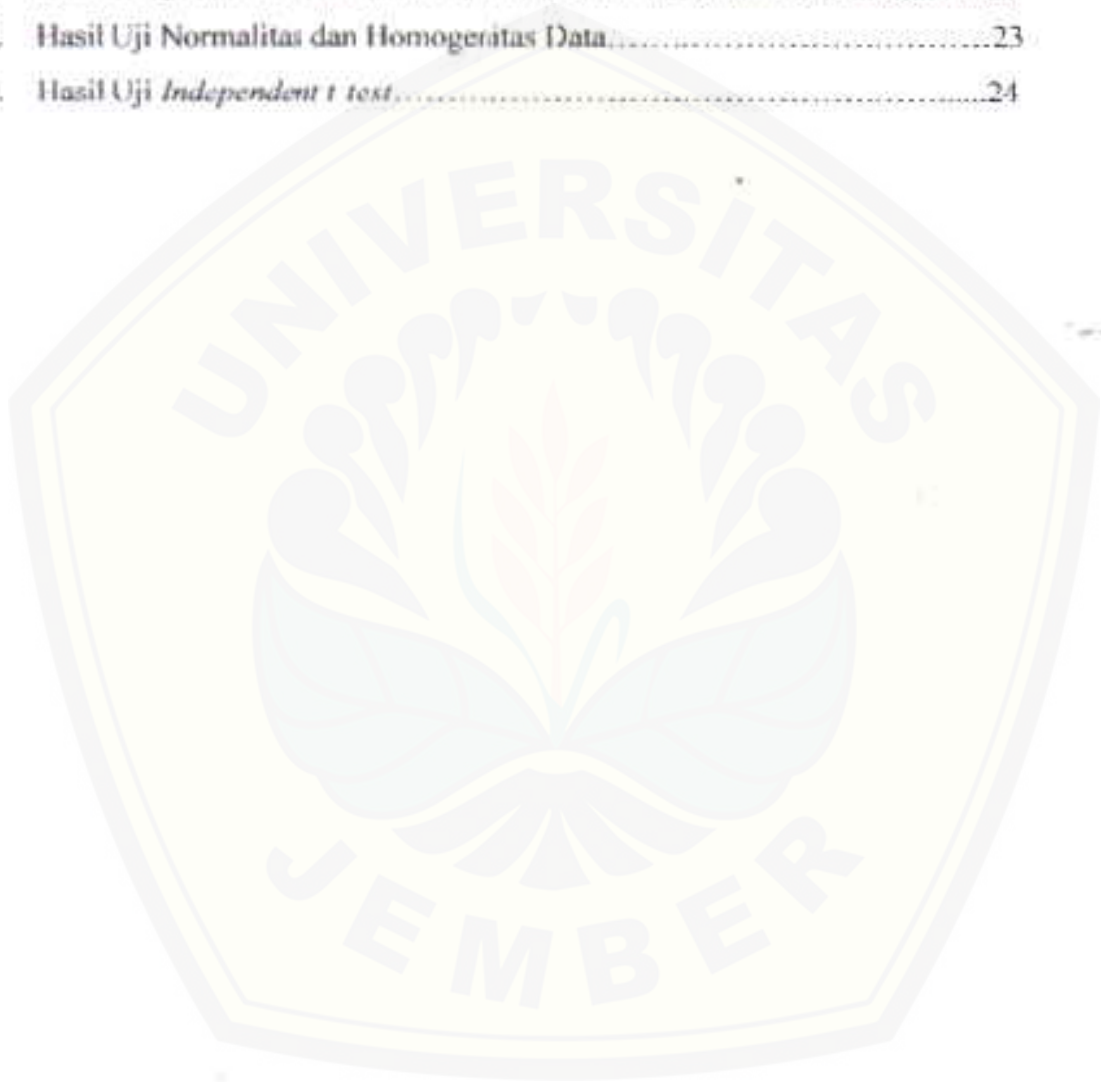 Hasil Uji Normalitas dan Homogenitas Data.......................................23
Hasil Uji Independent t test...........................................................24
UNIVERSITAS
JEMBER